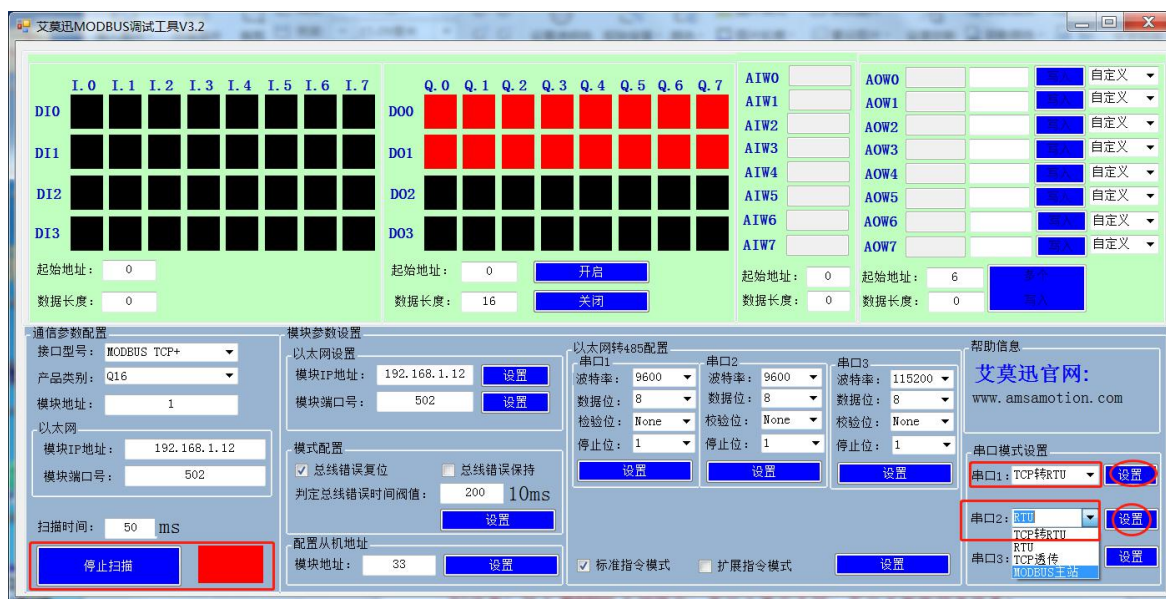 艾莫迅MODBUS调试工具V3.2
I.0 I.1 I.2 I.3 I.4 I.5 I.6 I.7
DI0
DI1
DI2
DI3
起始地址： 0
数据长度： 0
Q.0 Q.1 Q.2 Q.3 Q.4 Q.5 Q.6 Q.7
DO0
DO1
DO2
DO3
起始地址： 0 开启
数据长度： 16 关闭
AIW0
AIW1
AIW2
AIW3
AIW4
AIW5
AIW6
AIW7
起始地址： 0
数据长度： 0
AOW0 写入 自定义
AOW1 写入 自定义
AOW2 写入 自定义
AOW3 写入 自定义
AOW4 写入 自定义
AOW5 写入 自定义
AOW6 写入 自定义
AOW7 写入 自定义
起始地址： 6
数据长度： 0
写入
通信参数配置
接口型号： MODBUS TCP+
产品类别： Q16
模块地址： 1
以太网
模块IP地址： 192.168.1.12
模块端口号： 502
扫描时间： 50 ms
停止扫描
模块参数设置
以太网设置
模块IP地址： 192.168.1.12 设置
模块端口号： 502 设置
模式配置
总线错误复位 总线错误保持
判定总线错误时间阀值： 200 10ms
设置
配置从机地址
模块地址： 33 设置
以太网转485配置
串口1
波特率： 9600
数据位： 8
检验位： None
停止位： 1
设置
串口2
波特率： 9600
数据位： 8
校验位： None
停止位： 1
设置
串口3
波特率： 115200
数据位： 8
校验位： None
停止位： 1
设置
标准指令模式 扩展指令模式 设置
帮助信息
艾莫迅官网:
www.amsamotion.com
串口模式设置
串口1: TCP转RTU 设置
串口2: RTU 设置
TCP转RTU
RTU
TCP透传
MODBUS主站
串口3: 设置